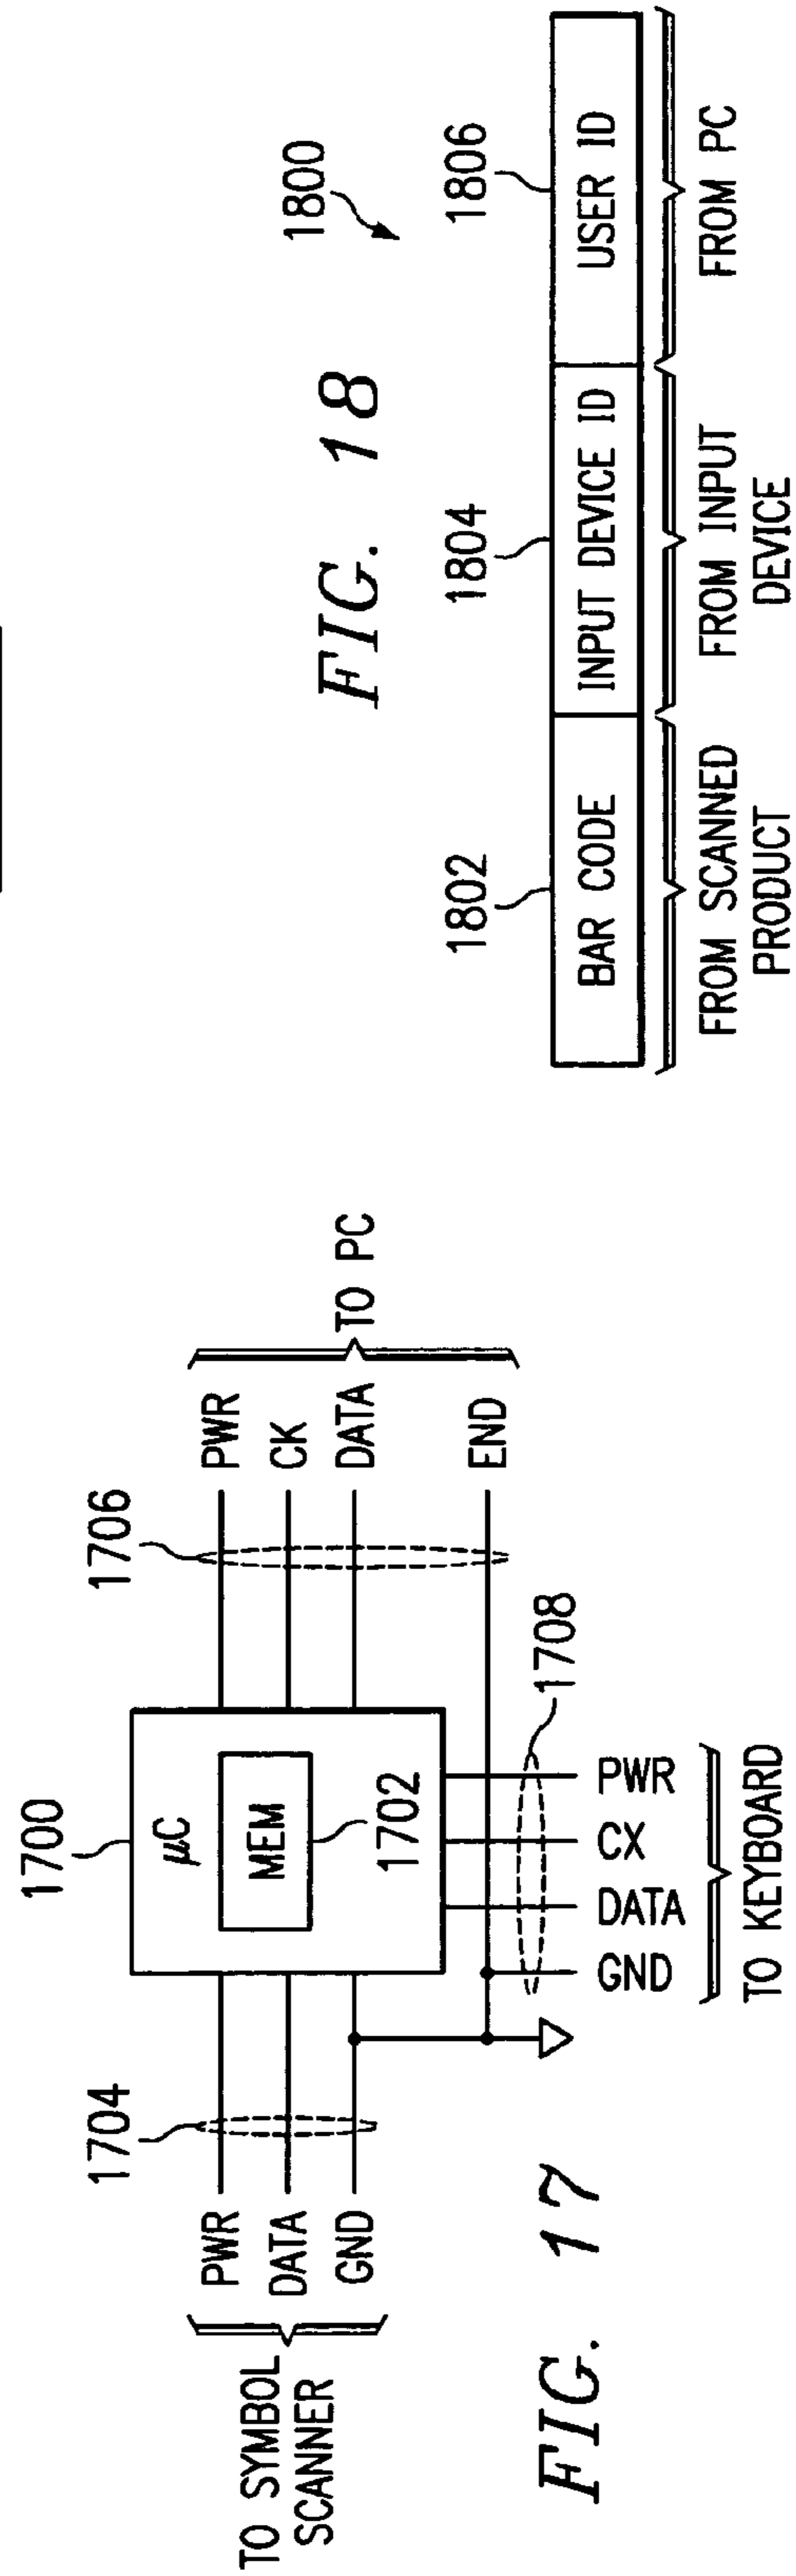 1700
μC
MEM
1702
1704
PWR
DATA
GND
TO SYMBOL
SCANNER
1706
PWR
CK
DATA
END
TO PC
1708
PWR
CX
DATA
GND
TO KEYBOARD
FIG. 17
FIG. 18
1800
1802
1804
1806
BAR CODE
INPUT DEVICE ID
USER ID
FROM SCANNED
PRODUCT
FROM INPUT
DEVICE
FROM PC